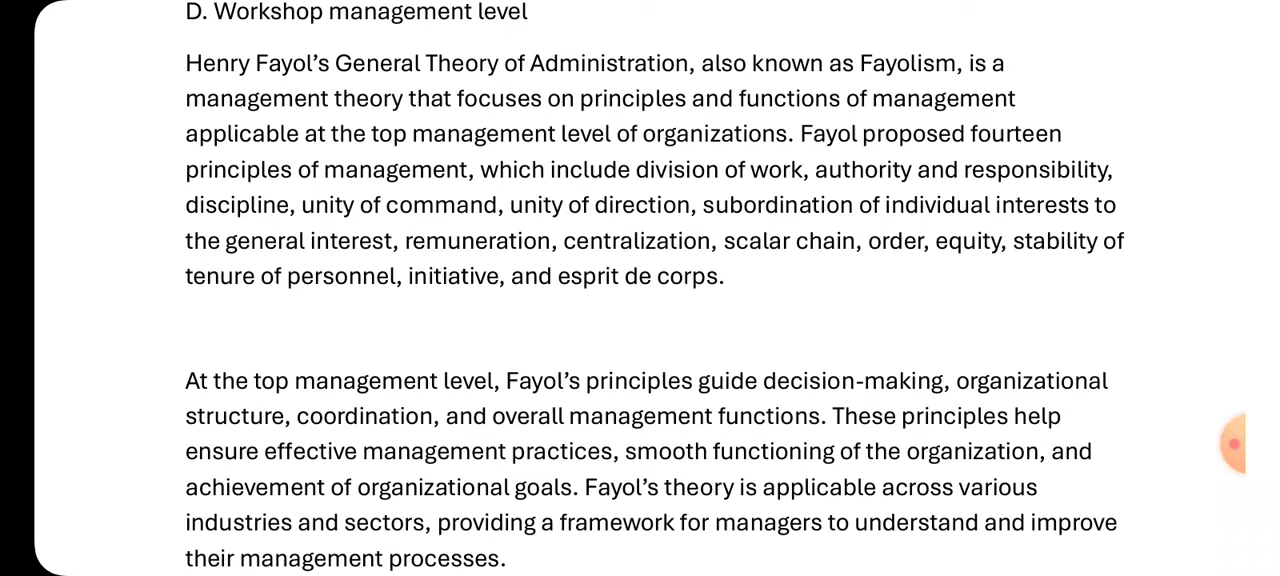 D. Workshop management level
Henry Fayol’s General Theory of Administration, also known as Fayolism, is a
management theory that focuses on principles and functions of management
applicable at the top management level of organizations. Fayol proposed fourteen
principles of management, which include division of work, authority and responsibility,
discipline, unity of command, unity of direction, subordination of individual interests to
the general interest, remuneration, centralization, scalar chain, order, equity, stability of
tenure of personnel, initiative, and esprit de corps.
At the top management level, Fayol’s principles guide decision-making, organizational
structure, coordination, and overall management functions. These principles help
ensure effective management practices, smooth functioning of the organization, and
achievement of organizational goals. Fayol’s theory is applicable across various
industries and sectors, providing a framework for managers to understand and improve
their management processes.